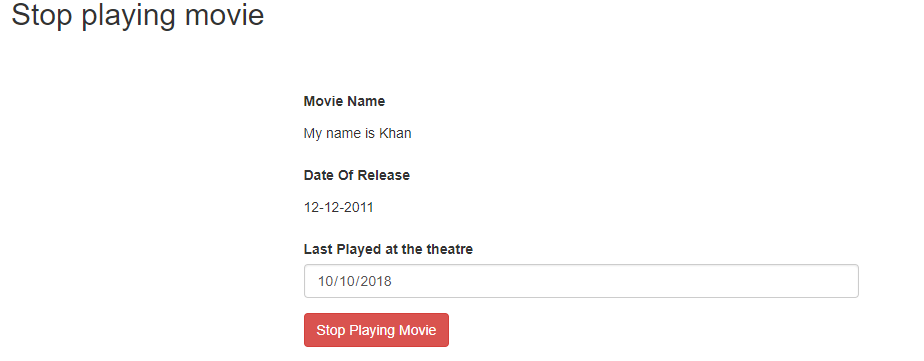 Stop playing movie
Movie Name
My name is Khan
Date Of Release
12-12-2011
Last Played at the theatre
10/10/2018
Stop Playing Movie